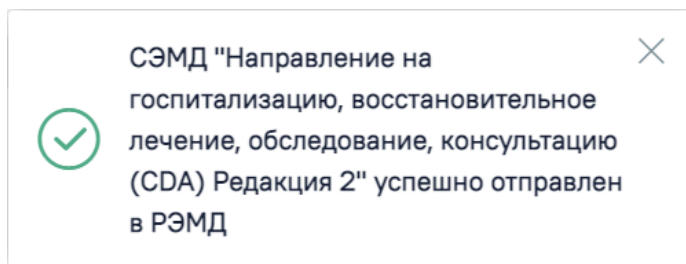 СЭМД "Направление на
госпитализацию, восстановительное
лечение, обследование, консультацию
(CDA) Редакция 2" успешно отправлен
в РЭМД